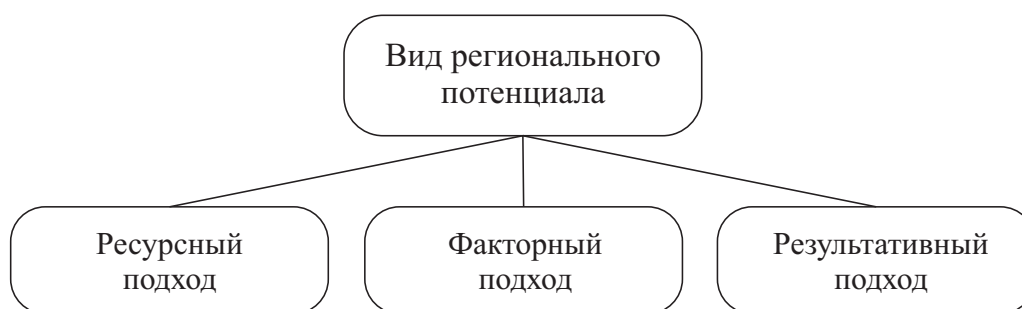 Вид регионального
потенциала
Ресурсный
подход
Факторный
подход
Результативный
подход